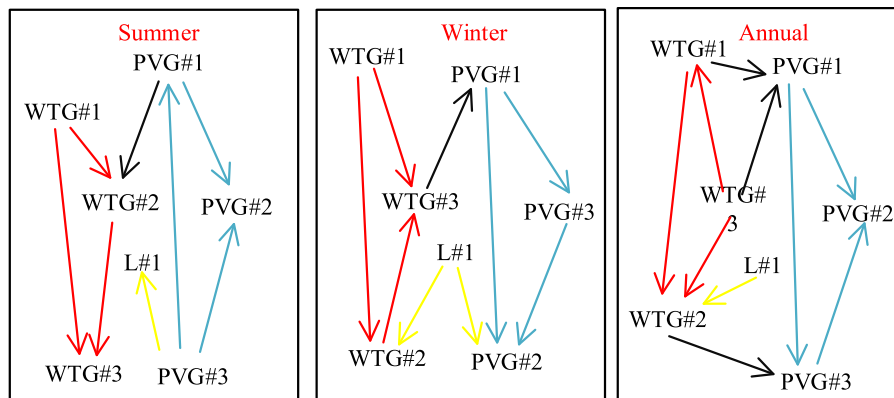 Summer
PVG#1
WTG#1
WTG#2
PVG#2
L#1
WTG#3
PVG#3
Winter
WTG#1
PVG#1
WTG#3
PVG#3
L#1
WTG#2
PVG#2
Annual
WTG#1
PVG#1
WTG#
3
PVG#2
L#1
WTG#2
PVG#3